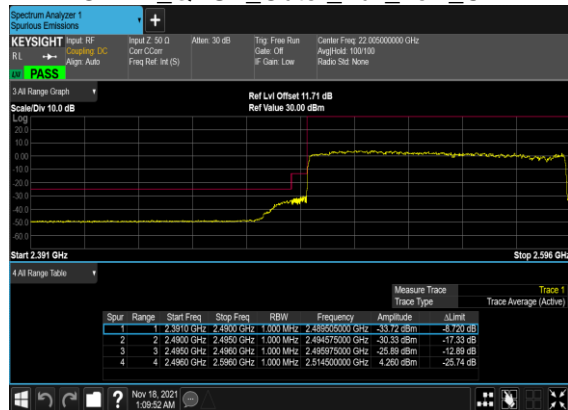 Spectrum Analyzer 1
Spurious Emissions
KEYSIGHT Input: RF Input Z: 50 Ω Atten: 30 dB Trig: Free Run Center Freq: 22.005000000 GHz
RL Coupling: DC Corr CCorr Gate: Off Avg|Hold: 100/100
Align: Auto Freq Ref: Int (S) IF Gain: Low Radio Std: None
PASS
3 All Range Graph
Ref Lvl Offset 11.71 dB
Scale/Div 10.0 dB Ref Value 30.00 dBm
Log
20.0
10.0
0.00
-10.0
-20.0
-30.0
-40.0
-50.0
-60.0
Start 2.391 GHz Stop 2.596 GHz
4 All Range Table
Measure Trace Trace 1
Trace Type Trace Average (Active)
Spur Range Start Freq Stop Freq RBW Frequency Amplitude ΔLimit
1 1 2.3910 GHz 2.4900 GHz 1.000 MHz 2.489505000 GHz -33.72 dBm -8.720 dB
2 2 2.4900 GHz 2.4950 GHz 1.000 MHz 2.494975000 GHz -30.33 dBm -17.33 dB
3 3 2.4950 GHz 2.4960 GHz 1.000 MHz 2.495875000 GHz -25.89 dBm -12.89 dB
4 4 2.4960 GHz 2.5960 GHz 1.000 MHz 2.514500000 GHz 4.260 dBm -25.74 dB
? Nov 18, 2021
1:09:52 AM